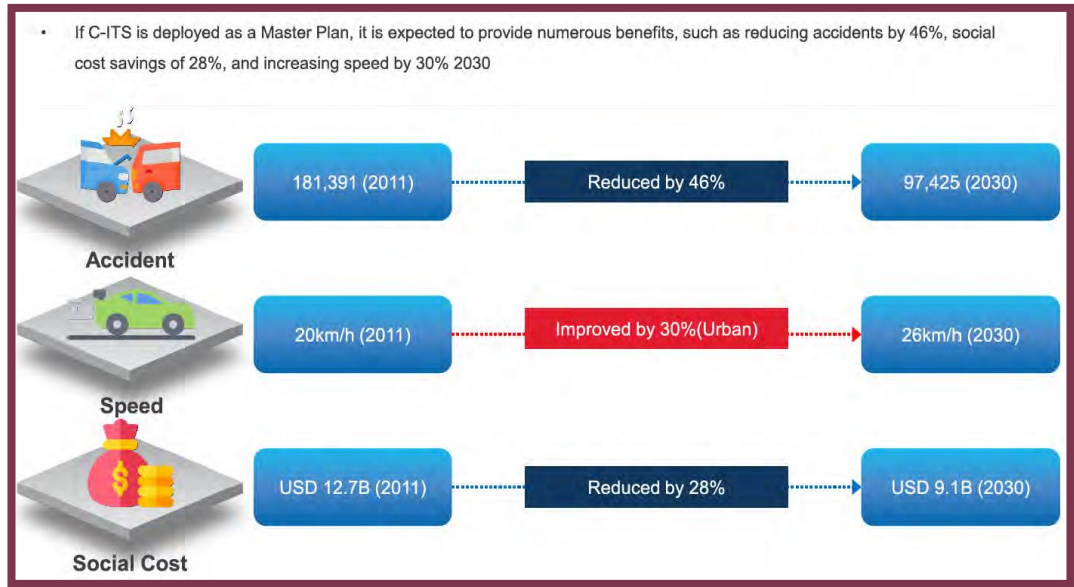 • If C-ITS is deployed as a Master Plan, it is expected to provide numerous benefits, such as reducing accidents by 46%, social
cost savings of 28%, and increasing speed by 30% 2030
181,391 (2011)
Reduced by 46%
97,425 (2030)
Accident
20km/h (2011)
Improved by 30%(Urban)
26km/h (2030)
Speed
$
USD 12.7B (2011)
Reduced by 28%
USD 9.1B (2030)
Social Cost